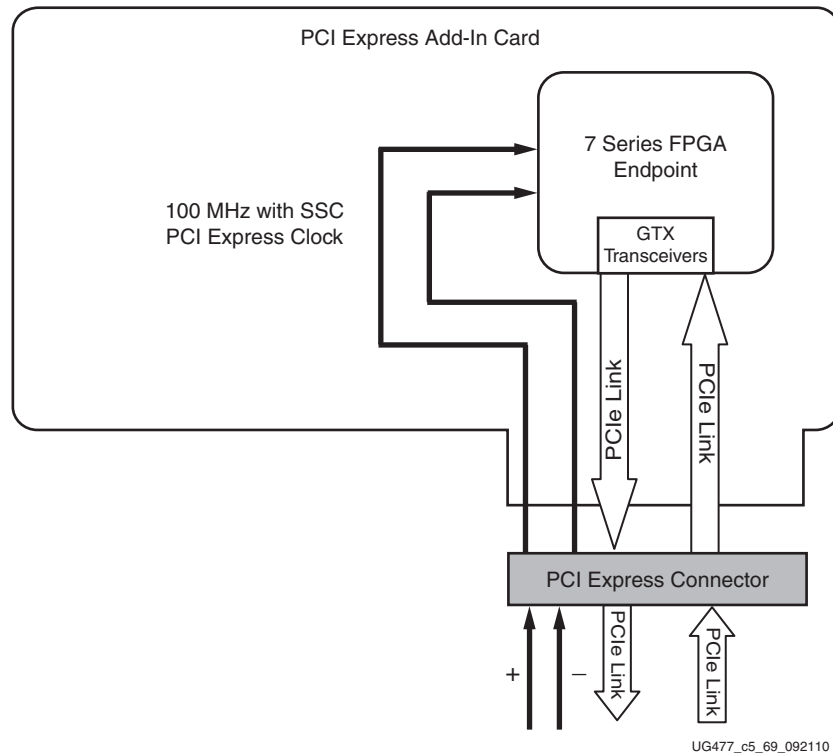 PCI Express Add-In Card
7 Series FPGA
Endpoint
100 MHz with SSC
PCI Express Clock
GTX
Transceivers
PCIe Link
PCIe Link
PCI Express Connector
+
–
PCIe Link
PCIe Link
UG477_c5_69_092110